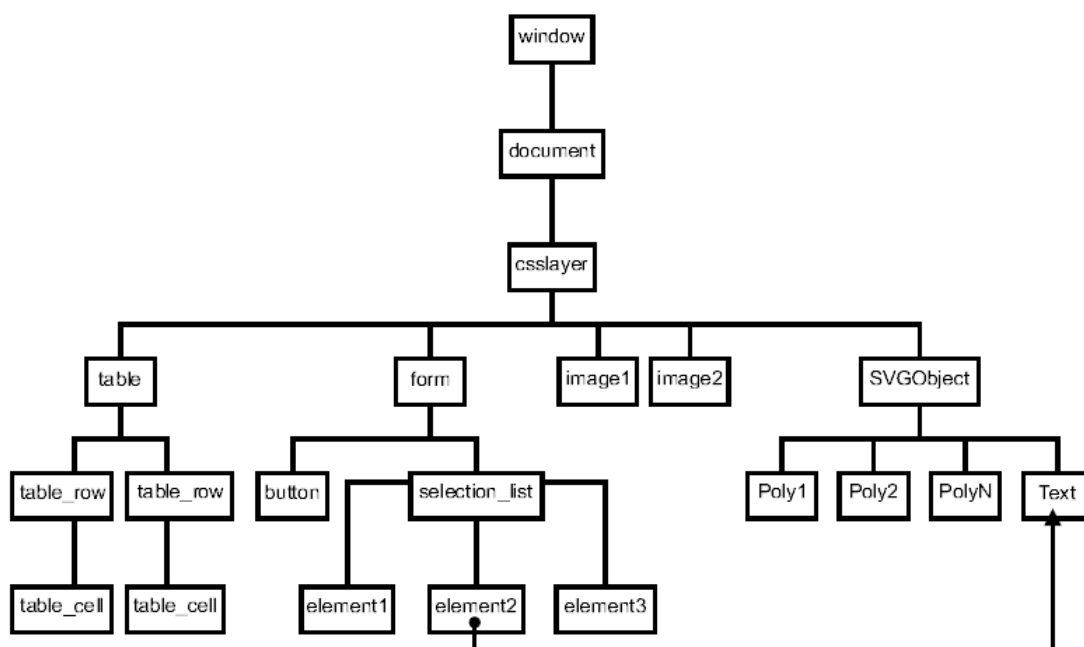 window
document
csslayer
table
form
image1
image2
SVGObject
table_row
table_row
button
selection_list
Poly1
Poly2
PolyN
Text
table_cell
table_cell
element1
element2
element3